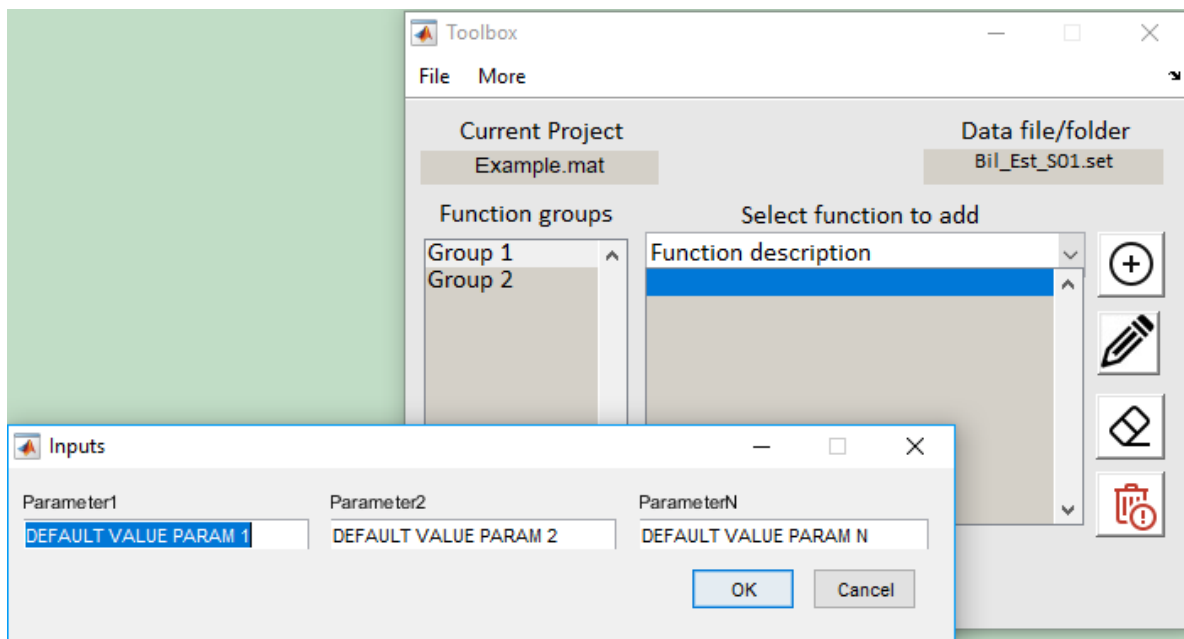 Toolbox
File More
Current Project
Data file/folder
Example.mat
Bil_Est_S01.set
Function groups
Select function to add
Group 1
Group 2
Function description
Inputs
Parameter1
Parameter2
ParameterN
DEFAULT VALUE PARAM 1
DEFAULT VALUE PARAM 2
DEFAULT VALUE PARAM N
OK
Cancel